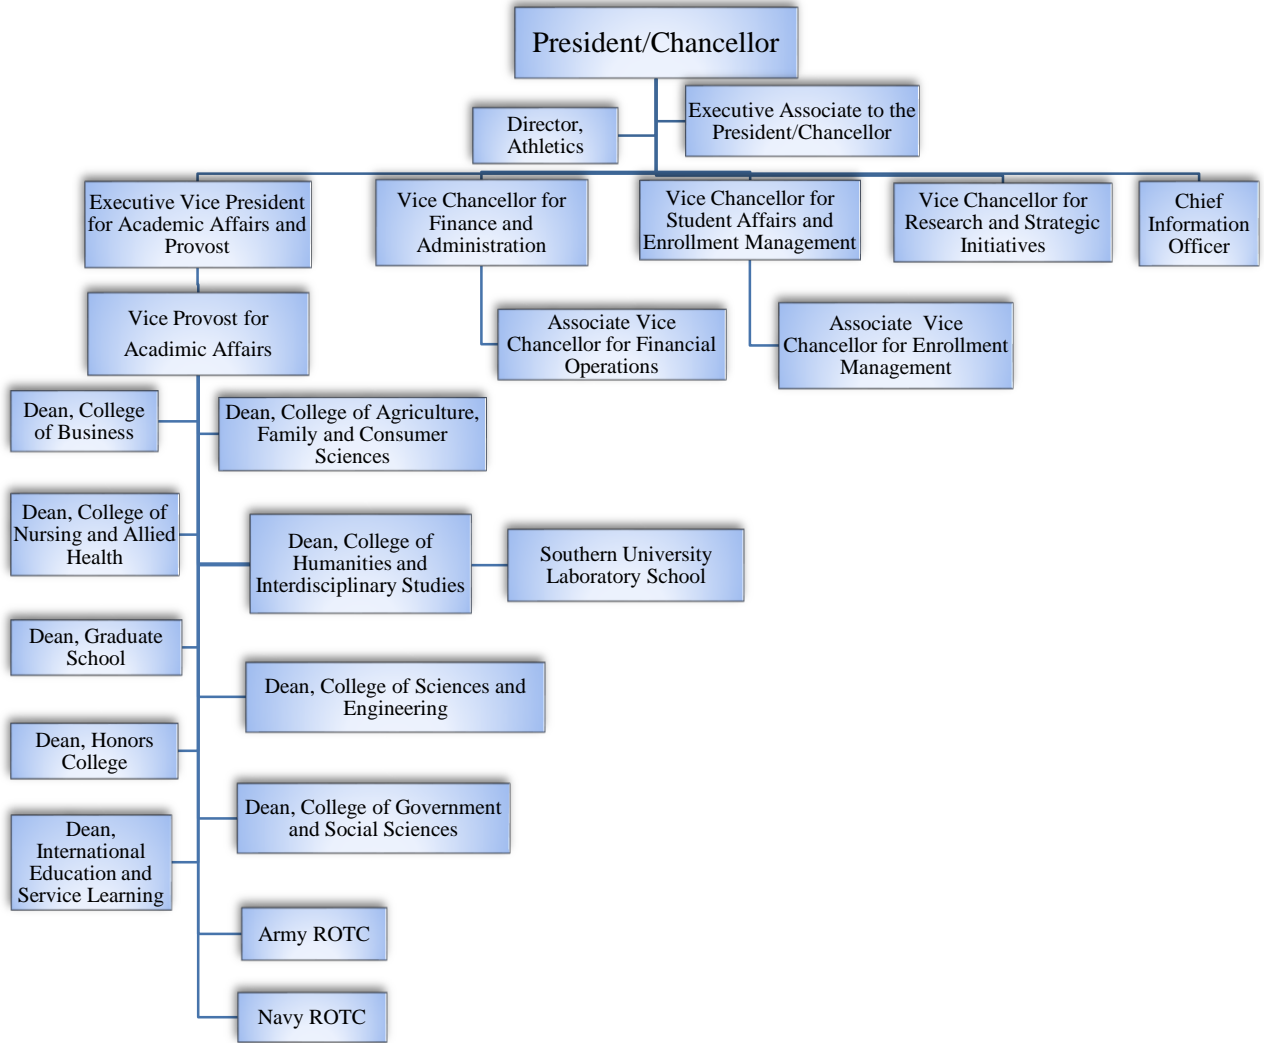 President/Chancellor
Executive Associate to the
President/Chancellor
Director,
Athletics
Executive Vice President
for Academic Affairs and
Provost
Vice Chancellor for
Finance and
Administration
Vice Chancellor for
Student Affairs and
Enrollment Management
Vice Chancellor for
Research and Strategic
Initiatives
Chief
Information
Officer
Vice Provost for
Acadimic Affairs
Associate Vice
Chancellor for Financial
Operations
Associate Vice
Chancellor for Enrollment
Management
Dean, College
of Business
Dean, College of Agriculture,
Family and Consumer
Sciences
Dean, College of
Nursing and Allied
Health
Dean, College of
Humanities and
Interdisciplinary Studies
Southern University
Laboratory School
Dean, Graduate
School
Dean, College of Sciences and
Engineering
Dean, Honors
College
Dean, College of Government
and Social Sciences
Dean,
International
Education and
Service Learning
Army ROTC
Navy ROTC